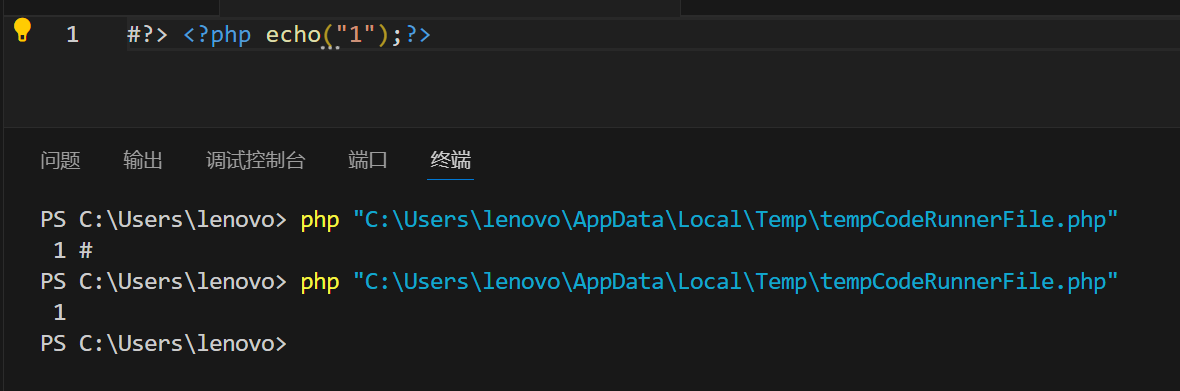 1 #?> <?php echo("1");?>
问题 输出 调试控制台 端口 终端
PS C:\Users\lenovo> php "C:\Users\lenovo\AppData\Local\Temp\tempCodeRunnerFile.php"
1 #
PS C:\Users\lenovo> php "C:\Users\lenovo\AppData\Local\Temp\tempCodeRunnerFile.php"
1
PS C:\Users\lenovo>